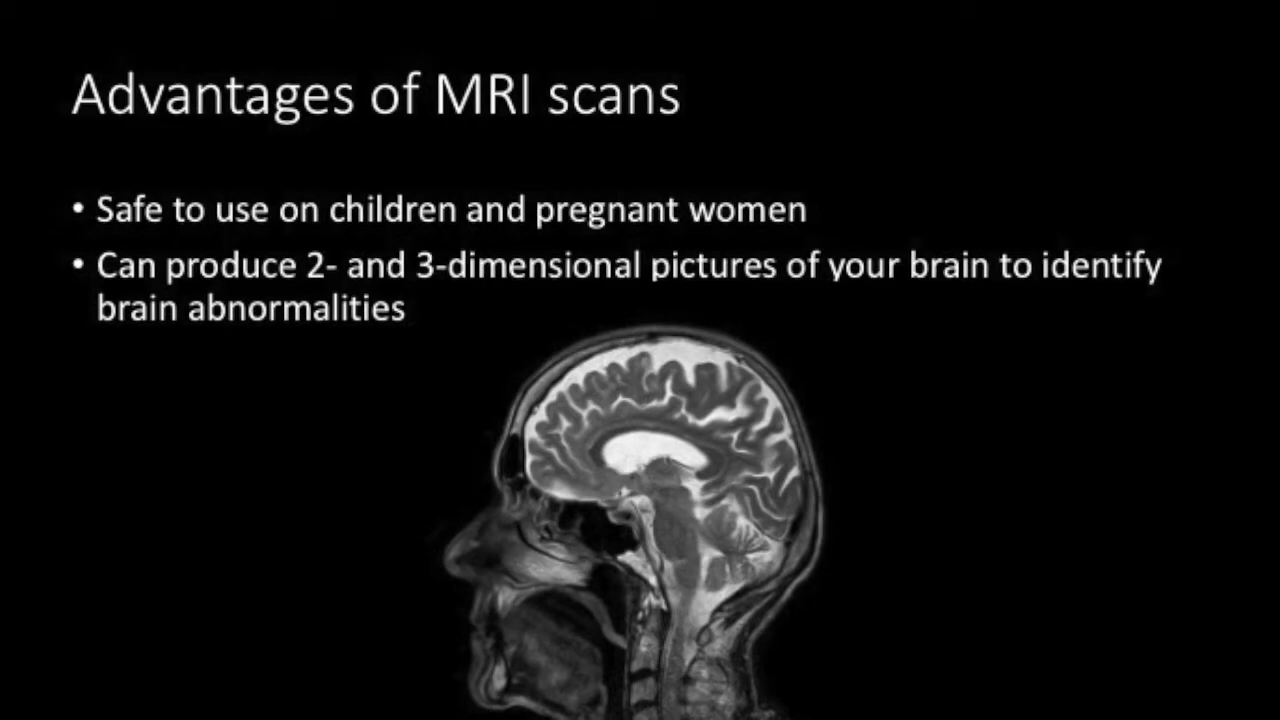 Advantages of MRI scans
• Safe to use on children and pregnant women
• Can produce 2- and 3-dimensional pictures of your brain to identify
brain abnormalities